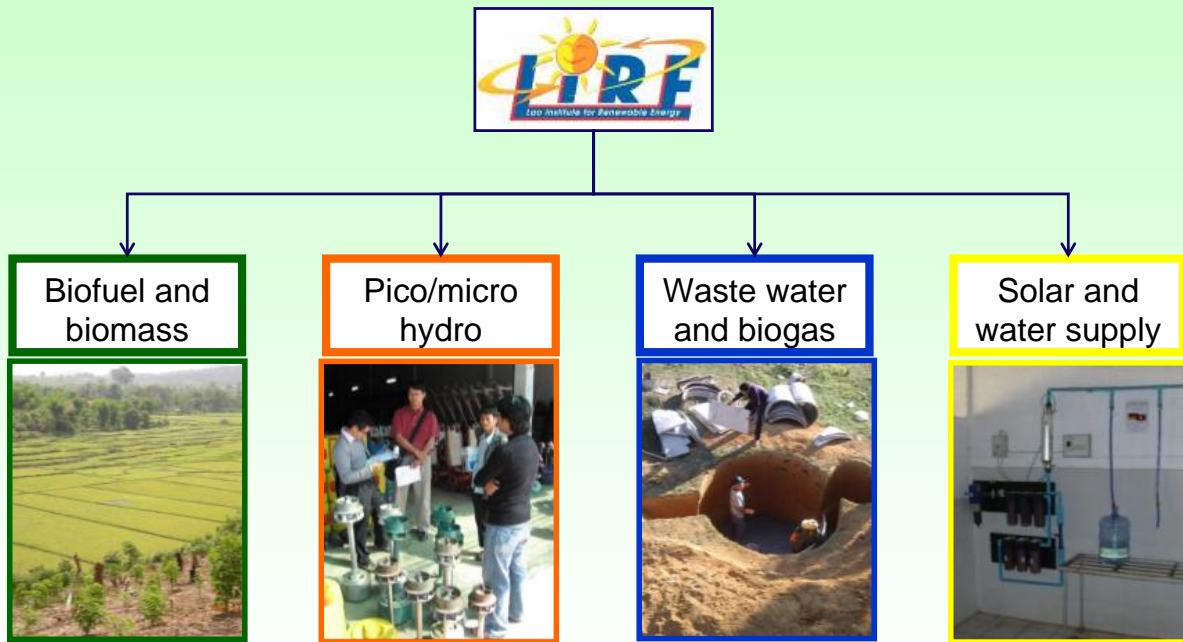 LIRE
Lao Institute for Renewable Energy
Biofuel and
biomass
Pico/micro
hydro
Waste water
and biogas
Solar and
water supply